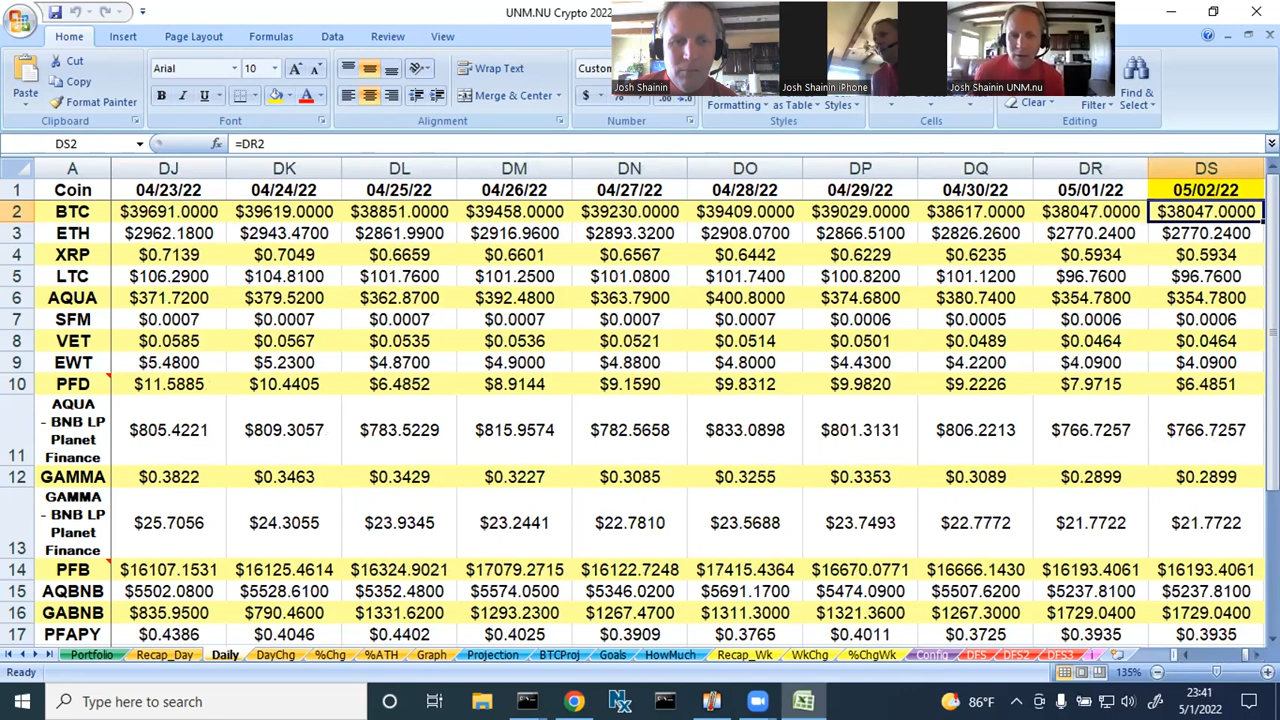 UNM.NU Crypto 2022
Home Insert Page Layout Formulas Data Review View
Paste
Cut
Copy
Format Painter
Clipboard
Arial 10
B I U
Font
Wrap Text
Merge & Center
Alignment
Custom
Number
Formatting as Table Styles
Styles
Cells
Clear
Filter Select
Find &
Editing
Josh Shainin
Josh Shainin iPhone
Josh Shainin UNM.nu
DS2 fx =DR2
A DJ DK DL DM DN DO DP DQ DR DS
1 Coin 04/23/22 04/24/22 04/25/22 04/26/22 04/27/22 04/28/22 04/29/22 04/30/22 05/01/22 05/02/22
2 BTC $39691.0000 $39619.0000 $38851.0000 $39458.0000 $39230.0000 $39409.0000 $39029.0000 $38617.0000 $38047.0000 $38047.0000
3 ETH $2962.1800 $2943.4700 $2861.9900 $2916.9600 $2893.3200 $2908.0700 $2866.5100 $2826.2600 $2770.2400 $2770.2400
4 XRP $0.7139 $0.7049 $0.6659 $0.6601 $0.6567 $0.6442 $0.6229 $0.6235 $0.5934 $0.5934
5 LTC $106.2900 $104.8100 $101.7600 $101.2500 $101.0800 $101.7400 $100.8200 $101.1200 $96.7600 $96.7600
6 AQUA $371.7200 $379.5200 $362.8700 $392.4800 $363.7900 $400.8000 $374.6800 $380.7400 $354.7800 $354.7800
7 SFM $0.0007 $0.0007 $0.0007 $0.0007 $0.0007 $0.0007 $0.0006 $0.0005 $0.0006 $0.0006
8 VET $0.0585 $0.0567 $0.0535 $0.0536 $0.0521 $0.0514 $0.0501 $0.0489 $0.0464 $0.0464
9 EWT $5.4800 $5.2300 $4.8700 $4.9000 $4.8800 $4.8000 $4.4300 $4.2200 $4.0900 $4.0900
10 PFD $11.5885 $10.4405 $6.4852 $8.9144 $9.1590 $9.8312 $9.9820 $9.2226 $7.9715 $6.4851
AQUA
- BNB LP
Planet
Finance
11 $805.4221 $809.3057 $783.5229 $815.9574 $782.5658 $833.0898 $801.3131 $806.2213 $766.7257 $766.7257
12 GAMMA $0.3822 $0.3463 $0.3429 $0.3227 $0.3085 $0.3255 $0.3353 $0.3089 $0.2899 $0.2899
GAMMA
- BNB LP
Planet
Finance
13 $25.7056 $24.3055 $23.9345 $23.2441 $22.7810 $23.5688 $23.7493 $22.7772 $21.7722 $21.7722
14 PFB $16107.1531 $16125.4614 $16324.9021 $17079.2715 $16122.7248 $17415.4364 $16670.0771 $16666.1430 $16193.4061 $16193.4061
15 AQBNB $5502.0800 $5528.6100 $5352.4800 $5574.0500 $5346.0200 $5691.1700 $5474.0900 $5507.6200 $5237.8100 $5237.8100
16 GABNB $835.9500 $790.4600 $1331.6200 $1293.2300 $1267.4700 $1311.3000 $1321.3600 $1267.3000 $1729.0400 $1729.0400
17 PFAPY $0.4386 $0.4046 $0.4402 $0.4025 $0.3909 $0.3765 $0.4011 $0.3725 $0.3935 $0.3935
Portfolio Recap_Day Daily DayChg %Chg %ATH Graph Projection BTCProj Goals HowMuch Recap_Wk WkChg %ChgWk Config DFS DFS2 DFS3
Ready 135%
Type here to search
86°F
23:41
5/1/2022